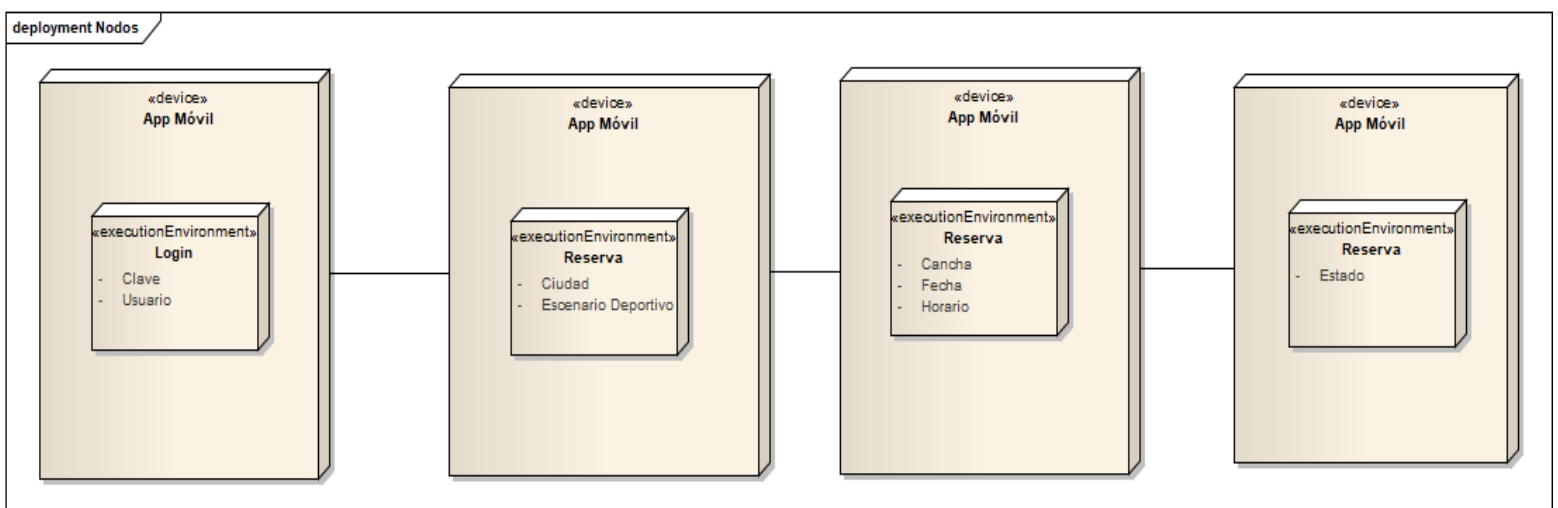 deployment Nodos
«device»
App Móvil
«executionEnvironment»
Login
- Clave
- Usuario
«device»
App Móvil
«executionEnvironment»
Reserva
- Ciudad
- Escenario Deportivo
«device»
App Móvil
«executionEnvironment»
Reserva
- Cancha
- Fecha
- Horario
«device»
App Móvil
«executionEnvironment»
Reserva
- Estado